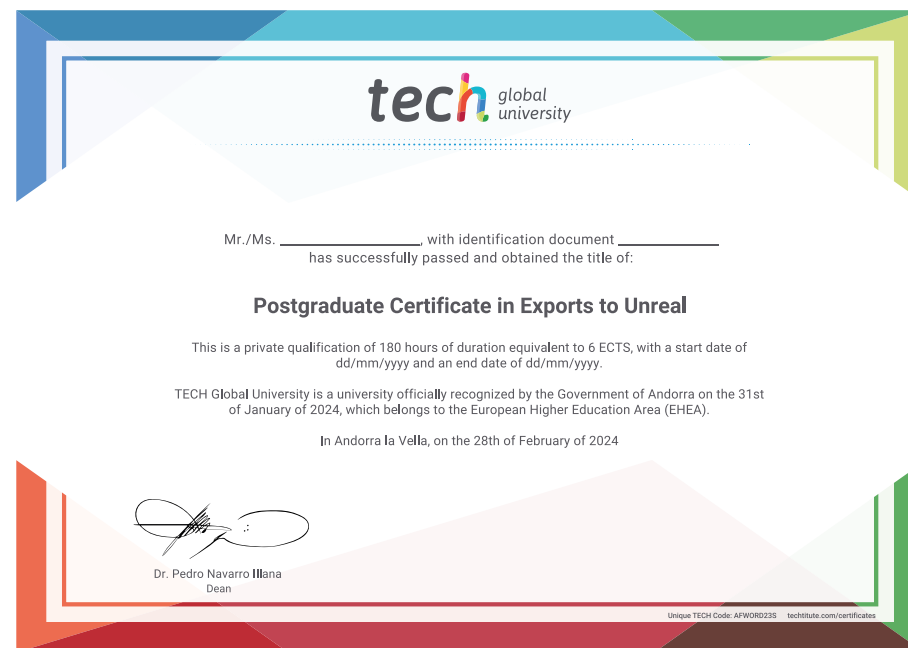 tech global
university
Mr./Ms. ____________________, with identification document ______________
has successfully passed and obtained the title of:
Postgraduate Certificate in Exports to Unreal
This is a private qualification of 180 hours of duration equivalent to 6 ECTS, with a start date of
dd/mm/yyyy and an end date of dd/mm/yyyy.
TECH Global University is a university officially recognized by the Government of Andorra on the 31st
of January of 2024, which belongs to the European Higher Education Area (EHEA).
In Andorra la Vella, on the 28th of February of 2024
Dr. Pedro Navarro Illana
Dean
Unique TECH Code: AFWORD23S techtitute.com/certificates